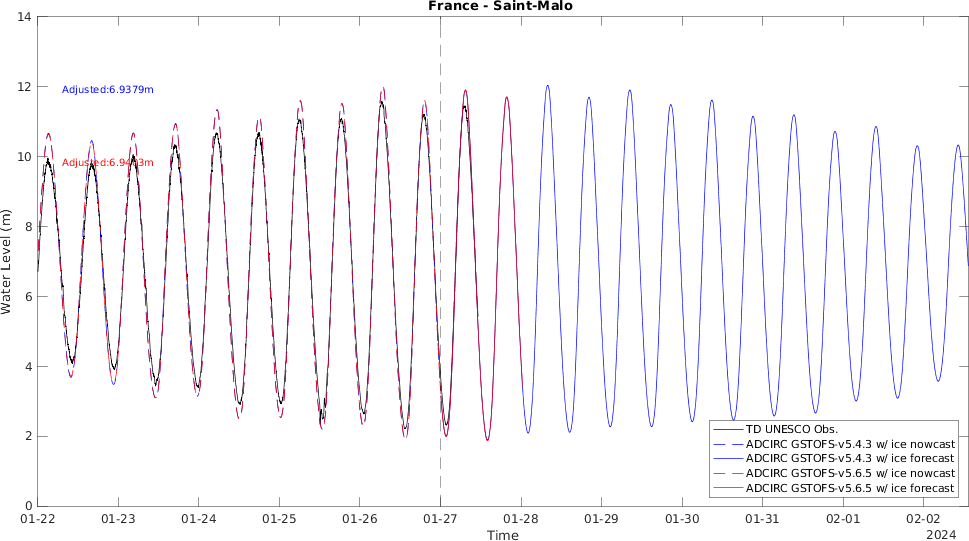 France - Saint-Malo
14
12
10
8
6
4
2
0
Water Level (m)
Adjusted:6.9379m
TD UNESCO Obs.
ADCIRC GSTOFS-v5.4.3 w/ ice nowcast
ADCIRC GSTOFS-v5.4.3 w/ ice forecast
ADCIRC GSTOFS-v5.6.5 w/ ice nowcast
ADCIRC GSTOFS-v5.6.5 w/ ice forecast
01-22 01-23 01-24 01-25 01-26 01-27 01-28 01-29 01-30 01-31 02-01 02-02
Time
2024